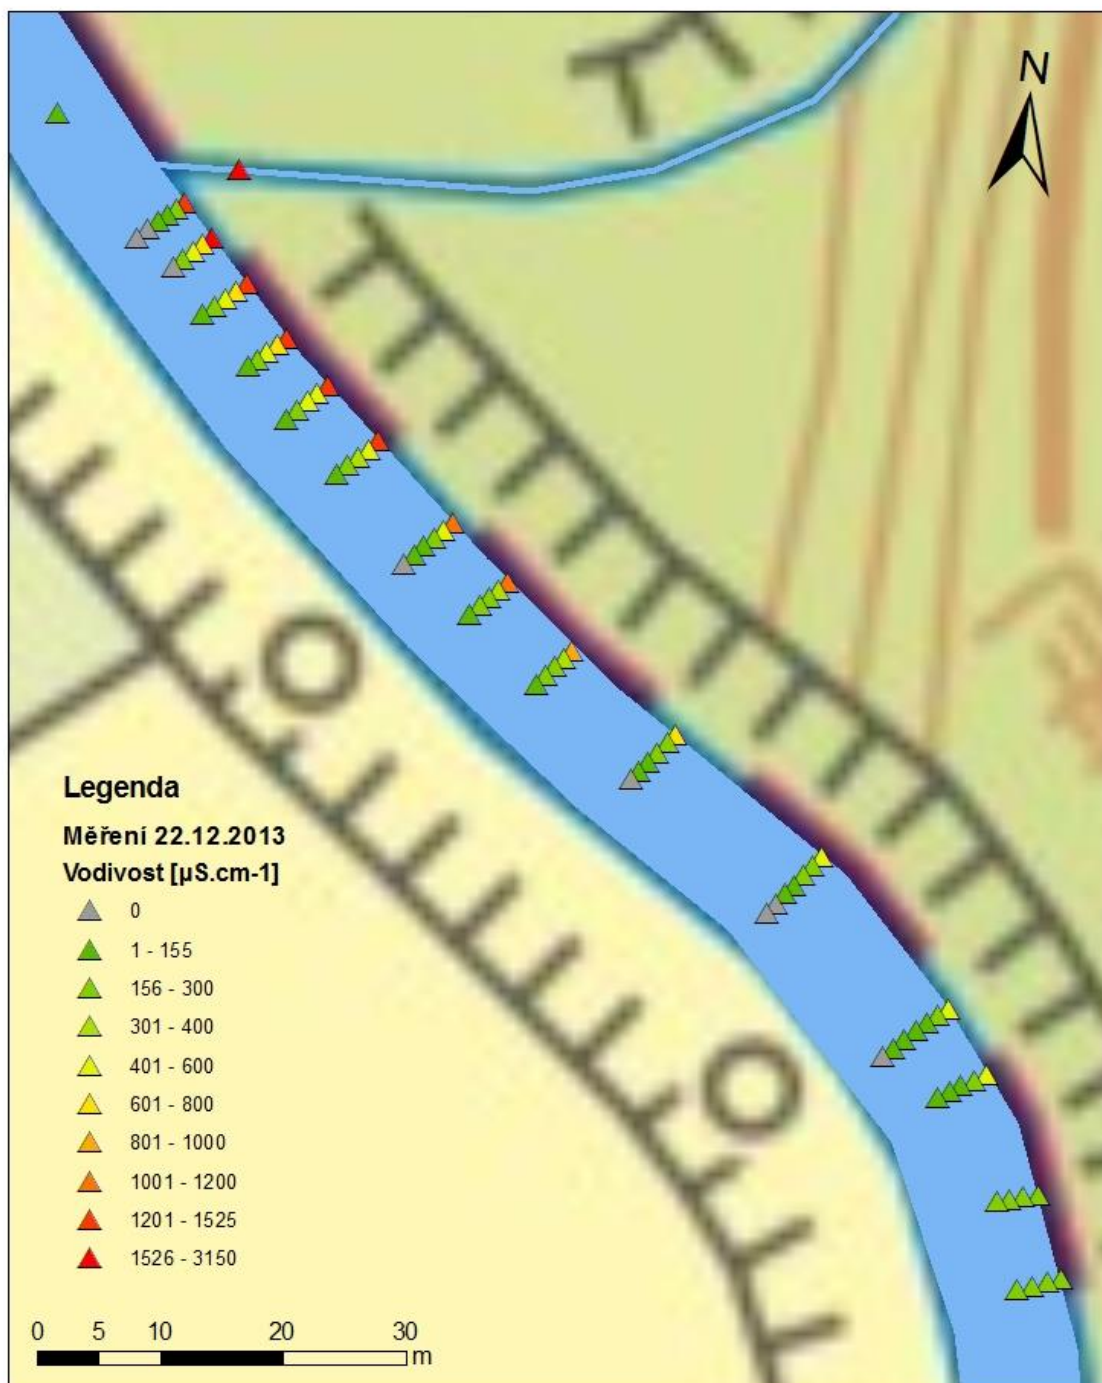 N
Legenda
Měření 22.12.2013
Vodivost [µS.cm-1]
0
1 - 155
156 - 300
301 - 400
401 - 600
601 - 800
801 - 1000
1001 - 1200
1201 - 1525
1526 - 3150
0 5 10 20 30
m